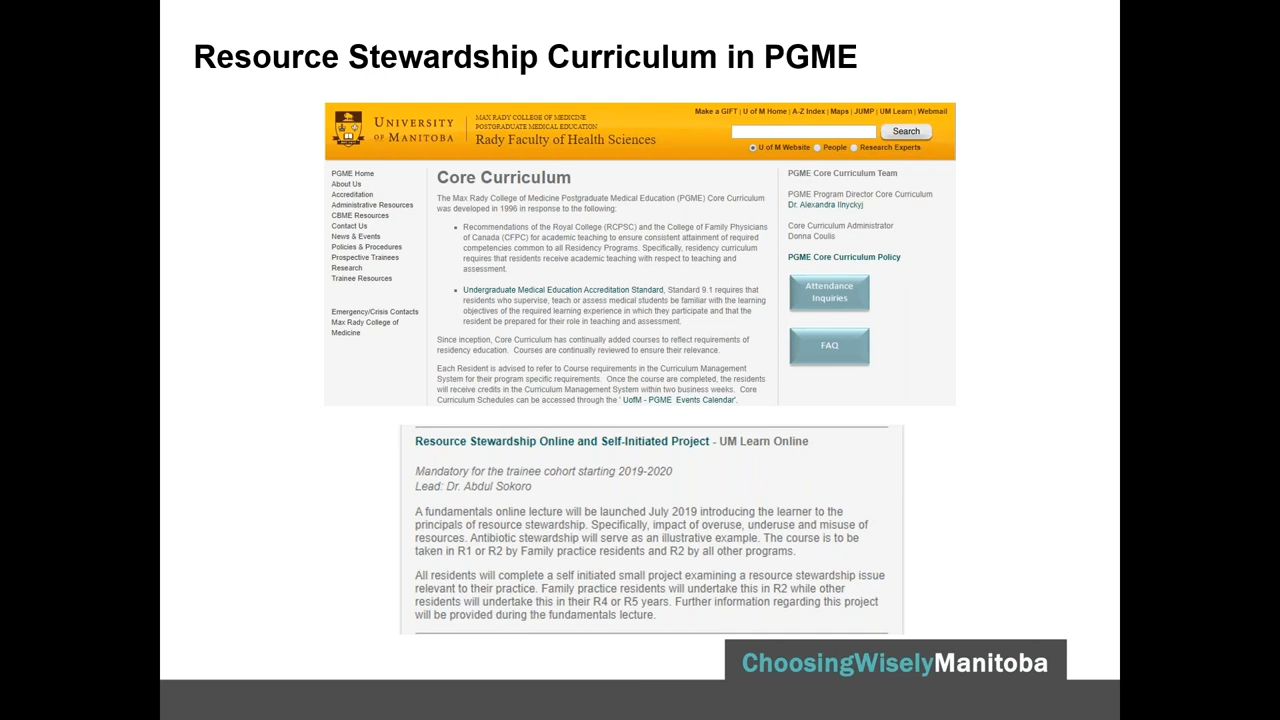 Resource Stewardship Curriculum in PGME
UNIVERSITY
OF MANITOBA
MAX RADY COLLEGE OF MEDICINE
POSTGRADUATE MEDICAL EDUCATION
Rady Faculty of Health Sciences
Make a GIFT | U of M Home | A-Z Index | Maps | JUMP | UM Learn | Webmail
Search
U of M Website People Research Experts
PGME Home
About Us
Accreditation
Administrative Resources
CBME Resources
Contact Us
News & Events
Policies & Procedures
Prospective Trainees
Research
Trainee Resources
Emergency/Crisis Contacts
Max Rady College of
Medicine
Core Curriculum
The Max Rady College of Medicine Postgraduate Medical Education (PGME) Core Curriculum
was developed in 1996 in response to the following:
Recommendations of the Royal College (RCPSC) and the College of Family Physicians
of Canada (CFPC) for academic teaching to ensure consistent attainment of required
competencies common to all Residency Programs. Specifically, residency curriculum
requires that residents receive academic teaching with respect to teaching and
assessment.
Undergraduate Medical Education Accreditation Standard, Standard 9.1 requires that
residents who supervise, teach or assess medical students be familiar with the learning
objectives of the required learning experience in which they participate and that the
resident be prepared for their role in teaching and assessment.
Since inception, Core Curriculum has continually added courses to reflect requirements of
residency education. Courses are continually reviewed to ensure their relevance.
Each Resident is advised to refer to Course requirements in the Curriculum Management
System for their program specific requirements. Once the course are completed, the residents
will receive credits in the Curriculum Management System within two business weeks. Core
Curriculum Schedules can be accessed through the ' UofM - PGME Events Calendar'.
PGME Core Curriculum Team
PGME Program Director Core Curriculum
Dr. Alexandra Ilnyckyj
Core Curriculum Administrator
Donna Coulis
PGME Core Curriculum Policy
Attendance
Inquiries
FAQ
Resource Stewardship Online and Self-Initiated Project - UM Learn Online
Mandatory for the trainee cohort starting 2019-2020
Lead: Dr. Abdul Sokoro
A fundamentals online lecture will be launched July 2019 introducing the learner to the
principals of resource stewardship. Specifically, impact of overuse, underuse and misuse of
resources. Antibiotic stewardship will serve as an illustrative example. The course is to be
taken in R1 or R2 by Family practice residents and R2 by all other programs.
All residents will complete a self initiated small project examining a resource stewardship issue
relevant to their practice. Family practice residents will undertake this in R2 while other
residents will undertake this in their R4 or R5 years. Further information regarding this project
will be provided during the fundamentals lecture.
ChoosingWiselyManitoba